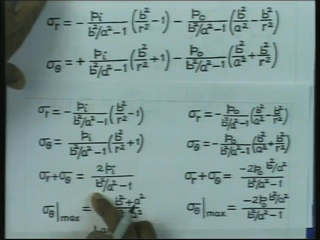 σr = - pi/(b²/a²-1) (b²/r² - 1) - po/(b²/a²-1) (b²/a² - b²/r²)
σθ = + pi/(b²/a²-1) (b²/r² + 1) - po/(b²/a²-1) (b²/a² + b²/r²)
σr = - pi/(b²/a²-1) (b²/r² - 1)
σθ = pi/(b²/a²-1) (b²/r² + 1)
σr + σθ = 2pi/(b²/a²-1)
σθ|max = b²+a²
σr = - po/(b²/a²-1) (b²/a² - b²/r²)
σθ = - po/(b²/a²-1) (b²/a² + b²/r²)
σr + σθ = -2po b²/a²/(b²/a²-1)
σθ|max = -2po b²/a²/(b²/a²-1)